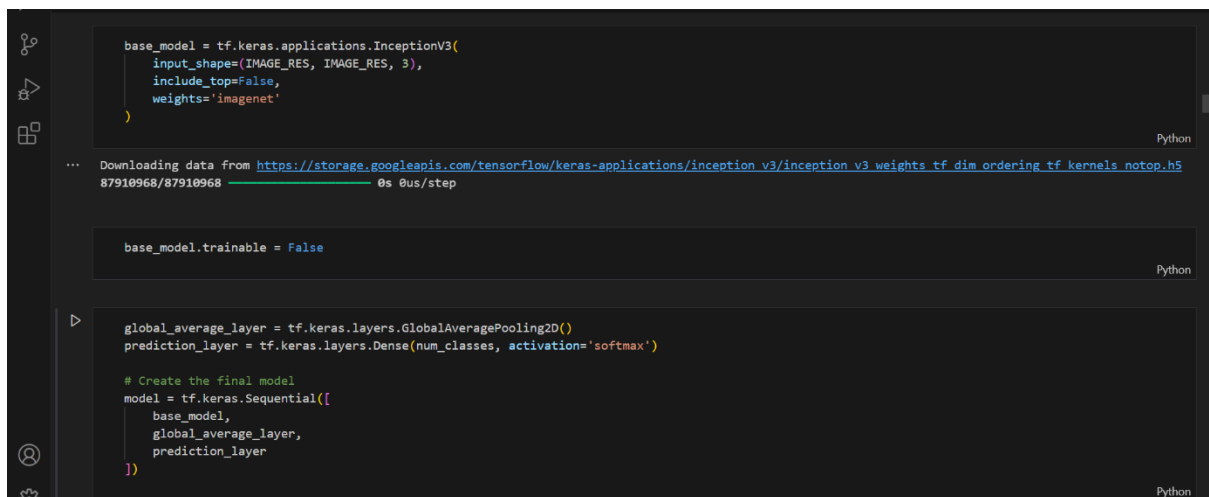 base_model = tf.keras.applications.InceptionV3(
    input_shape=(IMAGE_RES, IMAGE_RES, 3),
    include_top=False,
    weights='imagenet'
)
Python
... Downloading data from https://storage.googleapis.com/tensorflow/keras-applications/inception_v3/inception_v3_weights_tf_dim_ordering_tf_kernels_notop.h5
87910968/87910968 0s 0us/step
base_model.trainable = False
Python
global_average_layer = tf.keras.layers.GlobalAveragePooling2D()
prediction_layer = tf.keras.layers.Dense(num_classes, activation='softmax')
# Create the final model
model = tf.keras.Sequential([
    base_model,
    global_average_layer,
    prediction_layer
])
Python